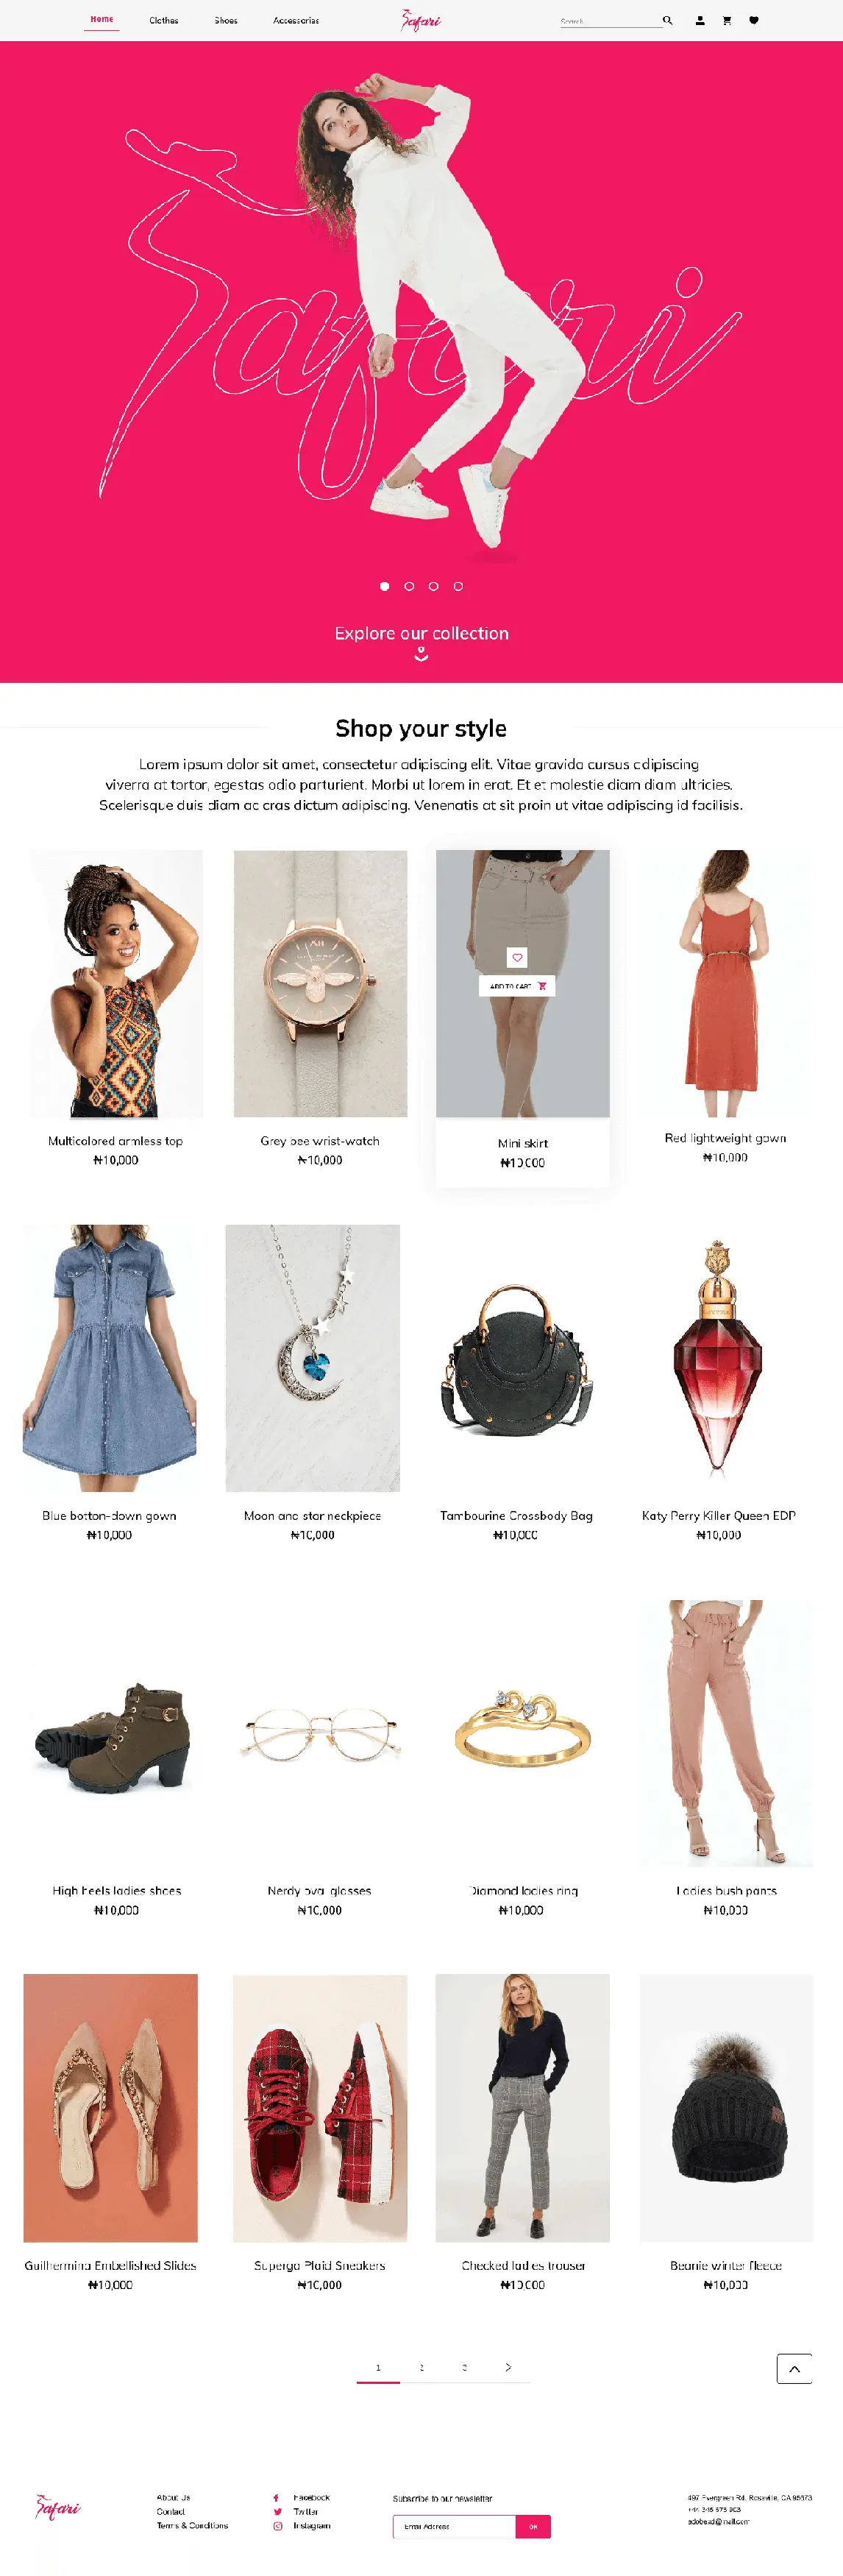 Home Clothes Shoes Accessories Safari Search...
Safari
Explore our collection
Shop your style
Lorem ipsum dolor sit amet, consectetur adipiscing elit. Vitae gravida cursus adipiscing
viverra at tortor, egestas odio parturient. Morbi ut lorem in erat. Et et molestie diam diam ultricies.
Scelerisque duis diam ac cras dictum adipiscing. Venenatis at sit proin ut vitae adipiscing id facilisis.
ADD TO CART
Multicolored armless top
₦10,000
Grey bee wrist-watch
₦10,000
Mini skirt
₦10,000
Red lightweight gown
₦10,000
Blue botton-down gown
₦10,000
Moon and star neckpiece
₦10,000
Tambourine Crossbody Bag
₦10,000
Katy Perry Killer Queen EDP
₦10,000
High heels ladies shoes
₦10,000
Nerdy oval glasses
₦10,000
Diamond ladies ring
₦10,000
Ladies bush pants
₦10,000
Guilhermina Embellished Slides
₦10,000
Superga Plaid Sneakers
₦10,000
Checked ladies trouser
₦10,000
Beanie winter fleece
₦10,000
1 2 3 >
Safari
About Us
Contact
Terms & Conditions
Facebook
Twitter
Instagram
Subscribe to our newsletter
Email Address OK
497 Evergreen Rd. Roseville, CA 95673
+44 345 678 903
adobexd@mail.com